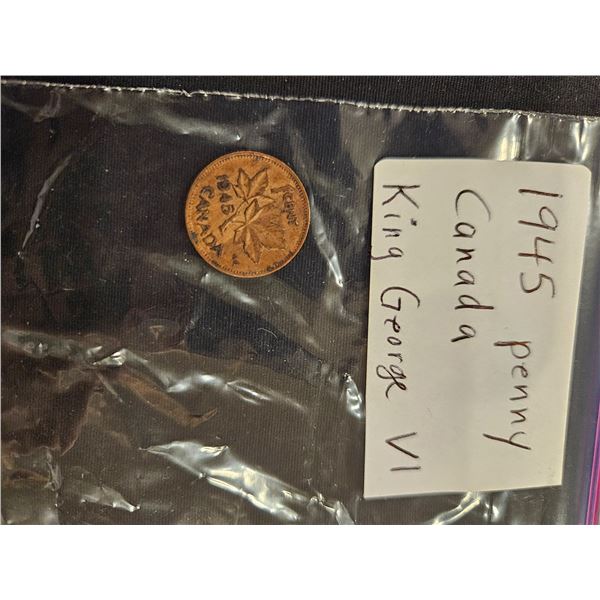 1945 penny
Canada
King George VI
1 CENT
1945
CANADA